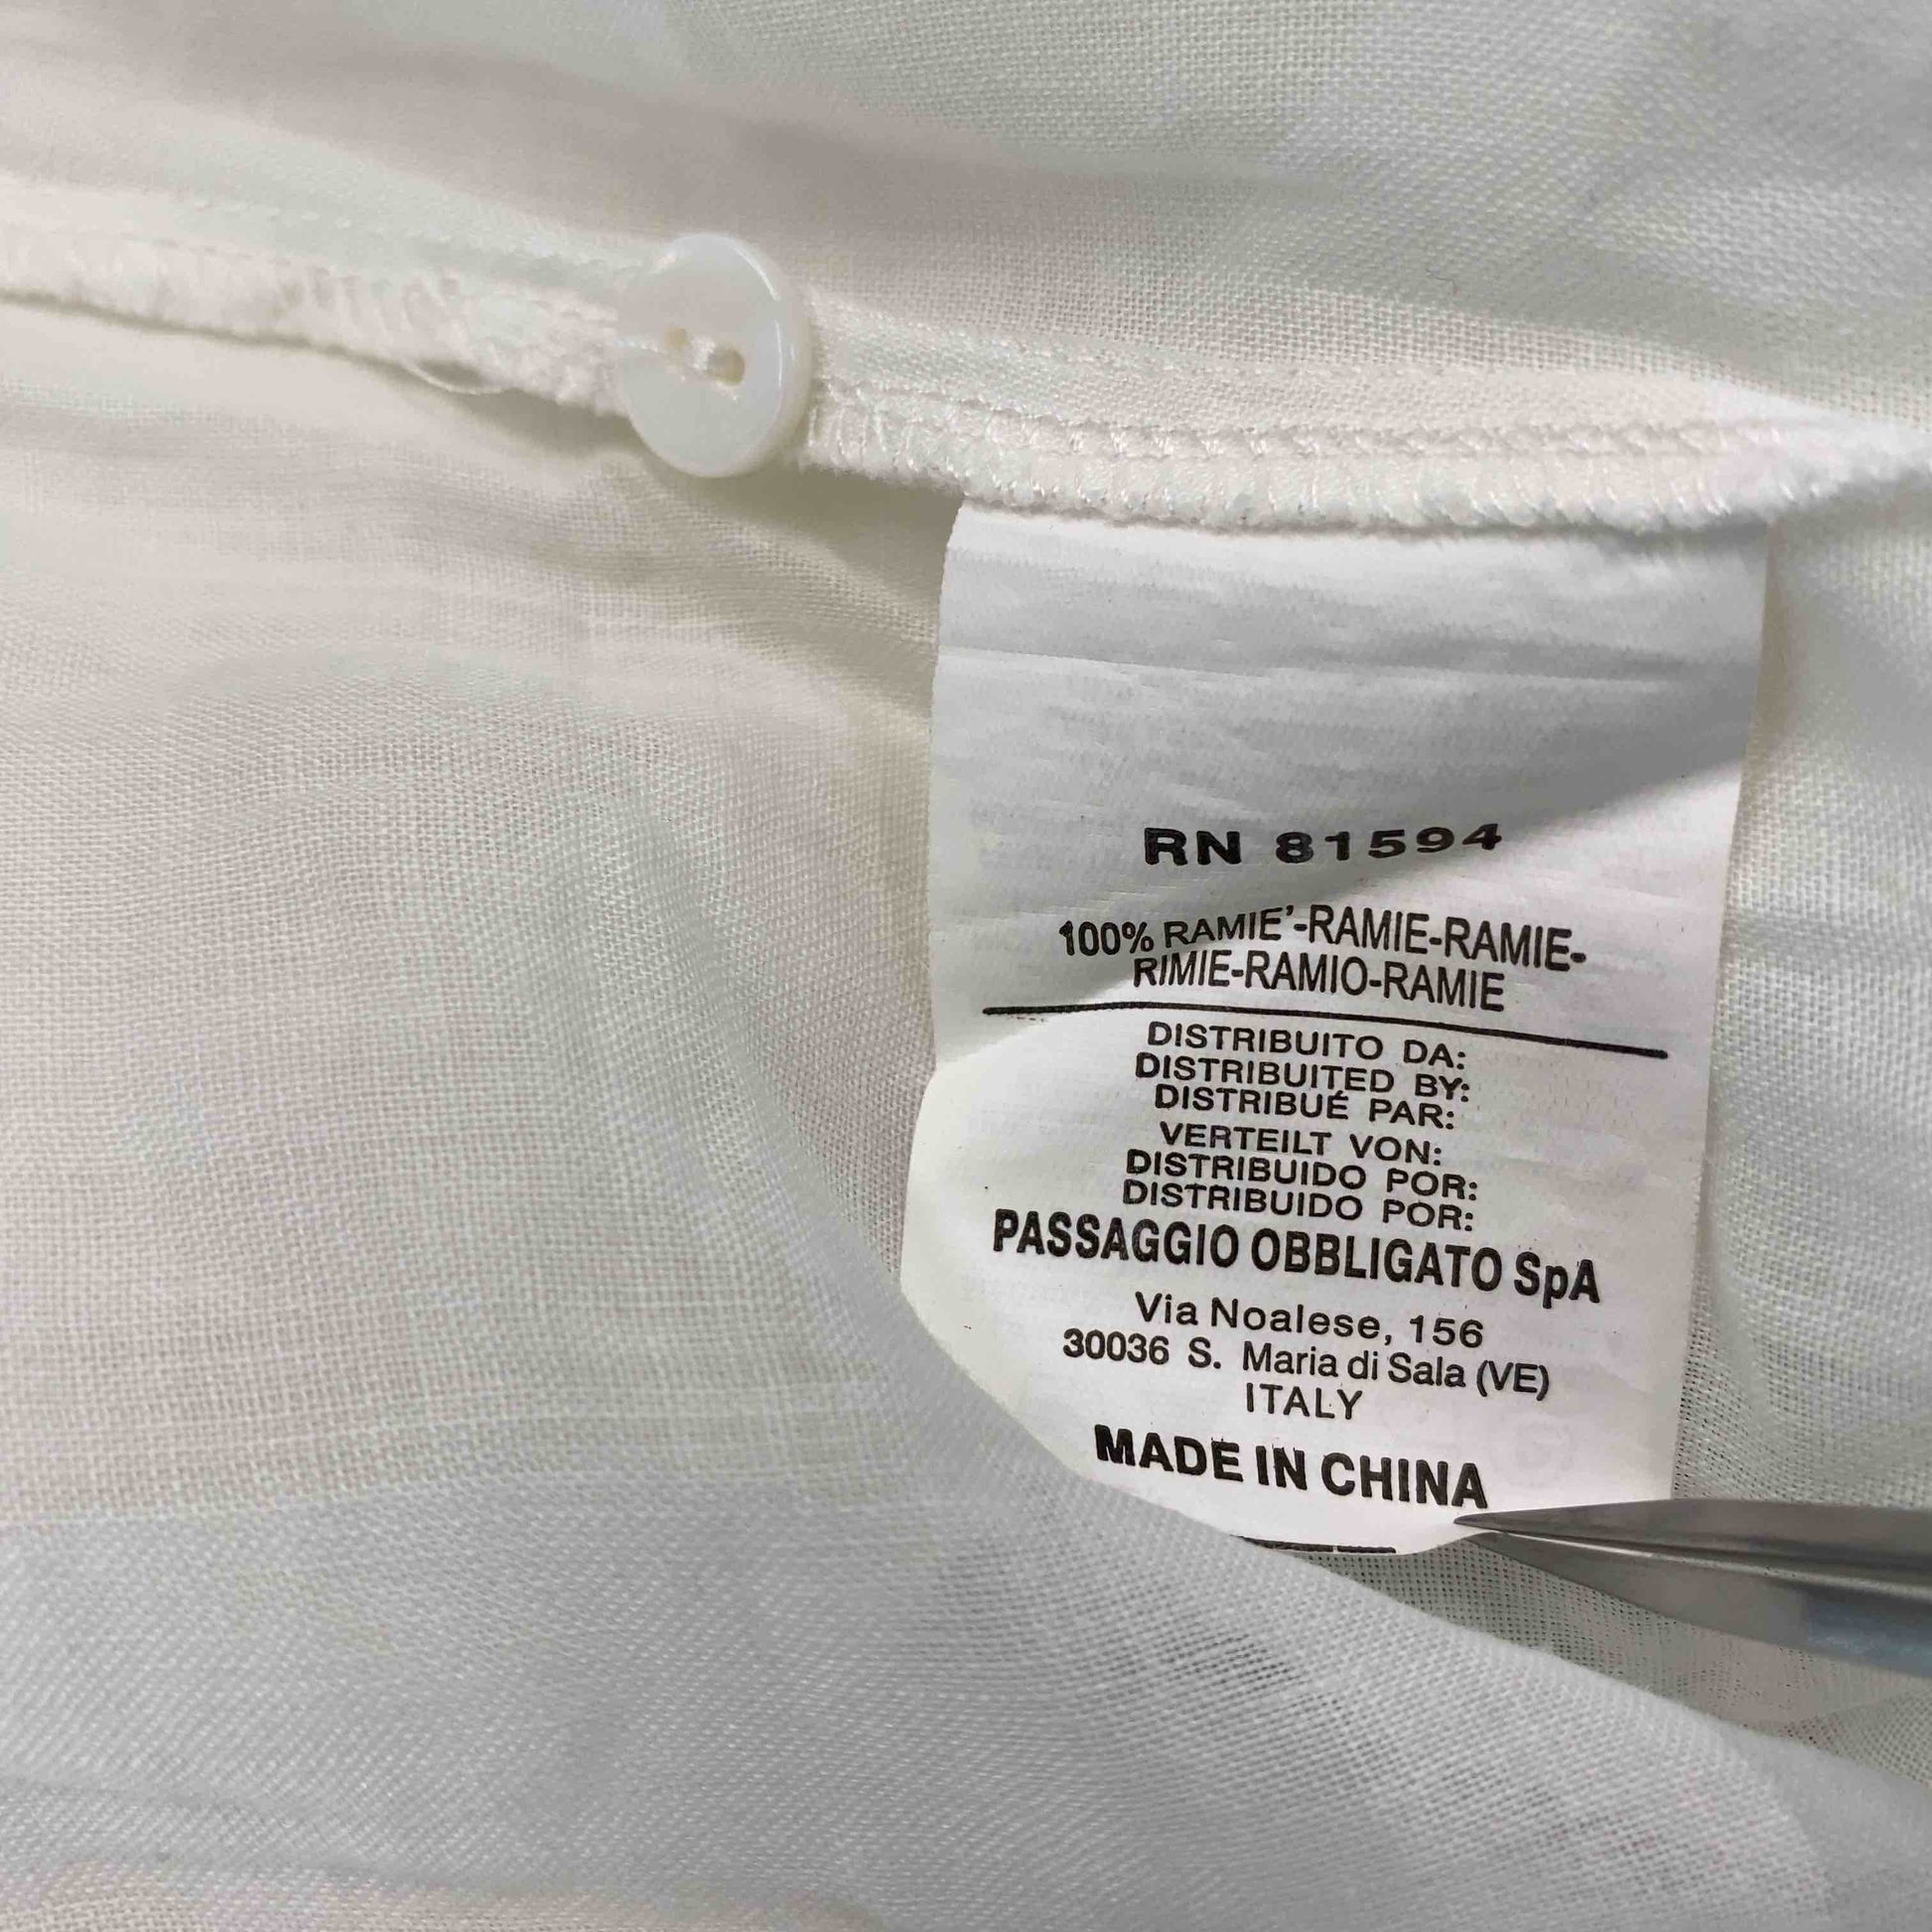 RN 81594
100% RAMIE'-RAMIE-RAMIE-
RIMIE-RAMIO-RAMIE
DISTRIBUITO DA:
DISTRIBUITED BY:
DISTRIBUÉ PAR:
VERTEILT VON:
DISTRIBUIDO POR:
DISTRIBUIDO POR:
PASSAGGIO OBBLIGATO SpA
Via Noalese, 156
30036 S. Maria di Sala (VE)
ITALY
MADE IN CHINA